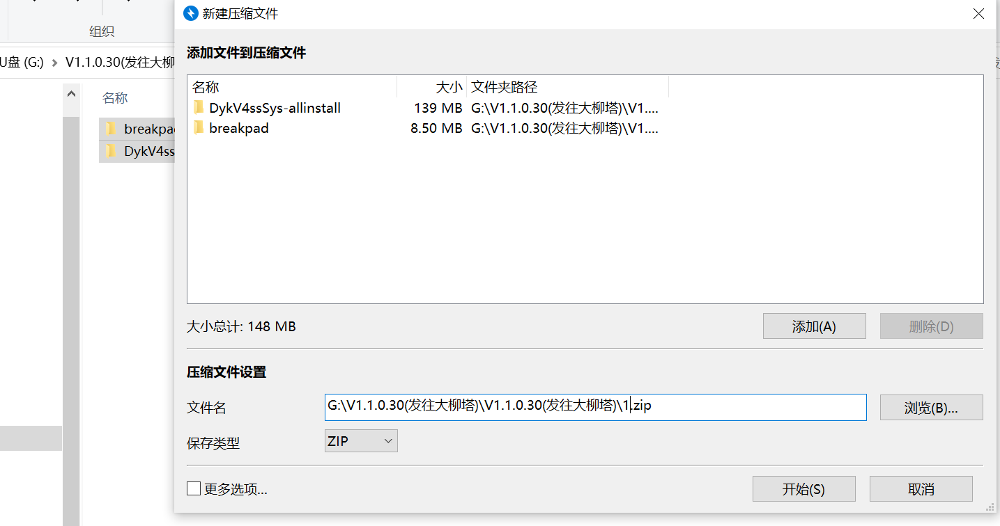 新建压缩文件
组织
添加文件到压缩文件
U盘 (G:) V1.1.0.30(发往大柳
名称
breakpad
DykV4ss
名称 大小 文件夹路径
DykV4ssSys-allinstall 139 MB G:\V1.1.0.30(发往大柳塔)\V1....
breakpad 8.50 MB G:\V1.1.0.30(发往大柳塔)\V1....
大小总计: 148 MB 添加(A) 删除(D)
压缩文件设置
文件名 G:\V1.1.0.30(发往大柳塔)\V1.1.0.30(发往大柳塔)\1.zip 浏览(B)...
保存类型 ZIP
更多选项... 开始(S) 取消